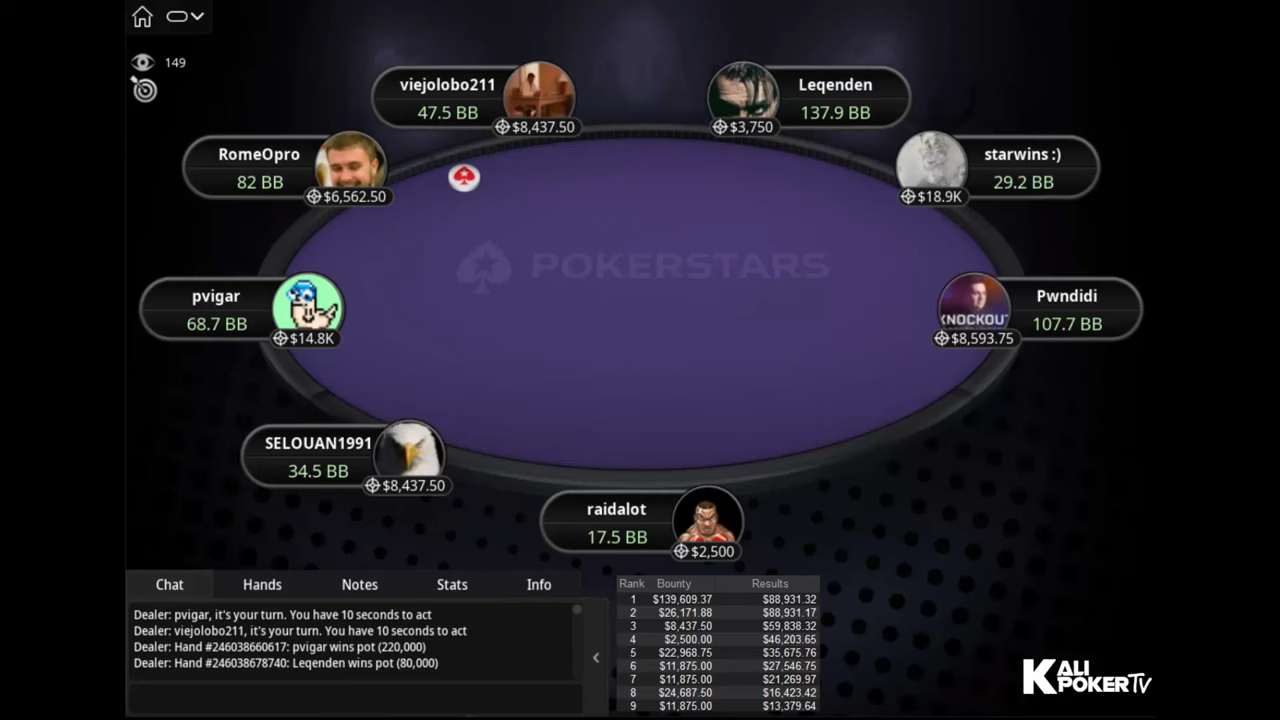 149
viejolobo211
47.5 BB
$8,437.50
Leqenden
137.9 BB
$3,750
RomeOpro
82 BB
$6,562.50
starwins :)
29.2 BB
$18.9K
POKERSTARS
pvigar
68.7 BB
$14.8K
Pwndidi
107.7 BB
KNOCKOUT
$8,593.75
SELOUAN1991
34.5 BB
$8,437.50
raidalot
17.5 BB
$2,500
Chat Hands Notes Stats Info
Dealer: pvigar, it's your turn. You have 10 seconds to act
Dealer: viejolobo211, it's your turn. You have 10 seconds to act
Dealer: Hand #246038660617: pvigar wins pot (220,000)
Dealer: Hand #246038678740: Leqenden wins pot (80,000)
Rank Bounty Results
1 $139,609.37 $88,931.32
2 $26,171.88 $88,931.17
3 $8,437.50 $59,838.32
4 $2,500.00 $46,203.65
5 $22,968.75 $35,675.76
6 $11,875.00 $27,546.75
7 $11,875.00 $21,269.97
8 $24,687.50 $16,423.42
9 $11,875.00 $13,379.64
KALI
POKERTV